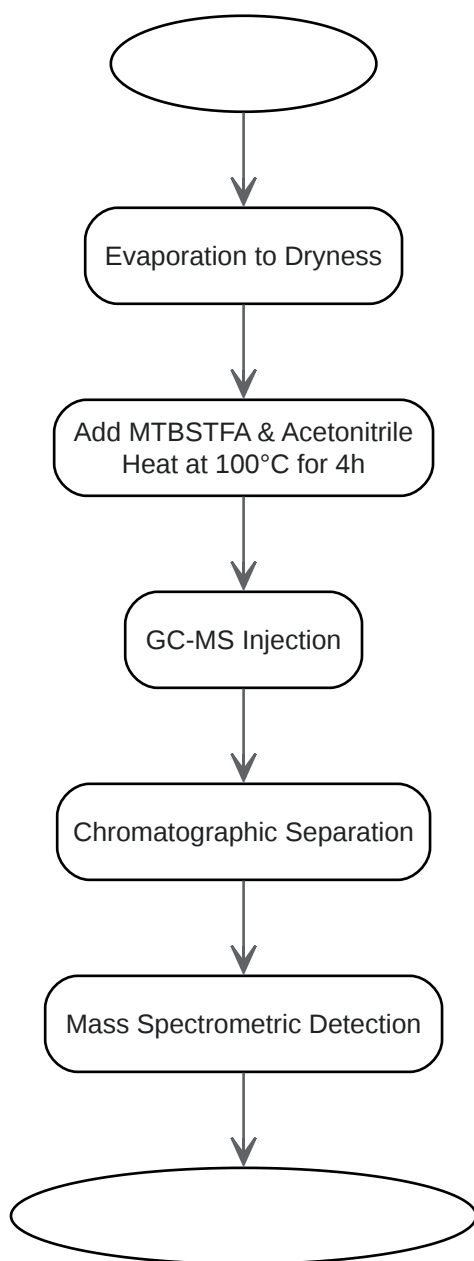 Evaporation to Dryness
Add MTBSTFA & Acetonitrile
Heat at 100°C for 4h
GC-MS Injection
Chromatographic Separation
Mass Spectrometric Detection